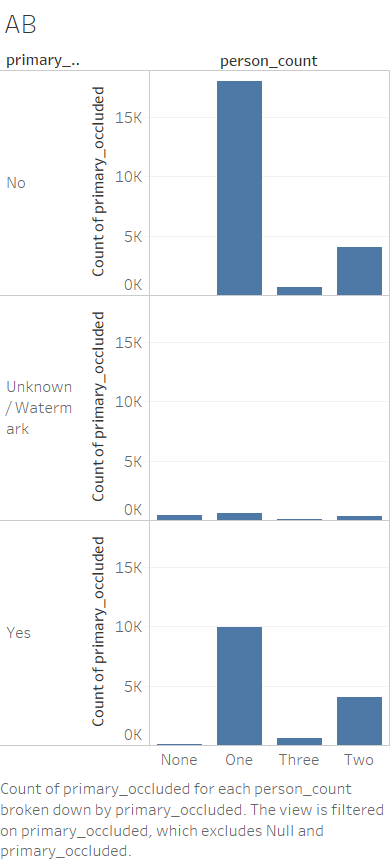 AB
primary_..
person_count
No
Count of primary_occluded
15K
10K
5K
0K
Unknown
/ Waterm
ark
Count of primary_occluded
15K
10K
5K
0K
Yes
Count of primary_occluded
15K
10K
5K
0K
None One Three Two
Count of primary_occluded for each person_count
broken down by primary_occluded. The view is filtered
on primary_occluded, which excludes Null and
primary_occluded.